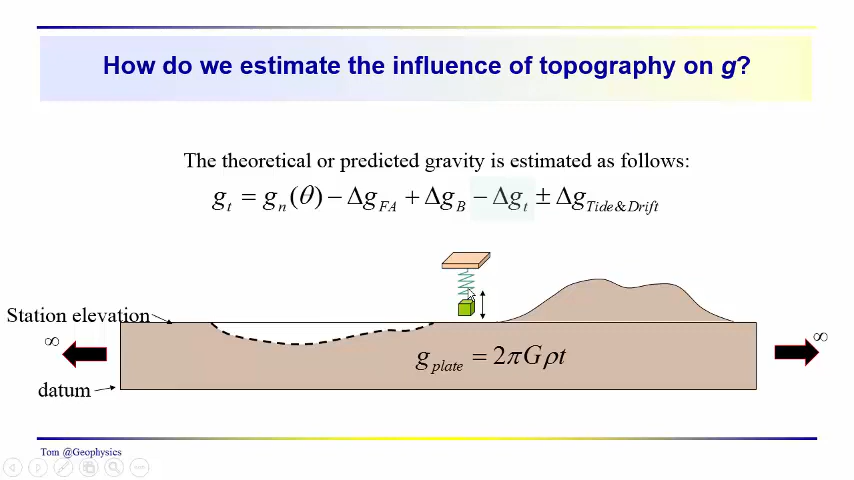 How do we estimate the influence of topography on g?
The theoretical or predicted gravity is estimated as follows:
g_t = g_n(θ) − Δg_FA + Δg_B − Δg_t ± Δg_Tide&Drift
Station elevation
∞
∞
g_plate = 2πGρt
datum
Tom @Geophysics